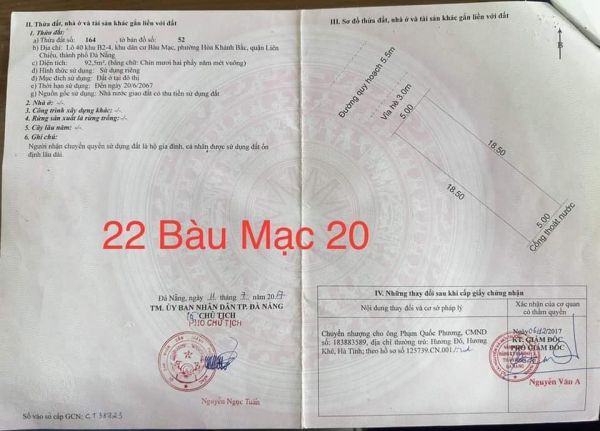 II. Thửa đất, nhà ở và tài sản khác gắn liền với đất
1. Thửa đất:
a) Thửa đất số: 164, tờ bản đồ số: 52
b) Địa chỉ: Lô 40 khu B2-4, khu dân cư Bàu Mạc, phường Hòa Khánh Bắc, quận Liên
Chiểu, thành phố Đà Nẵng
c) Diện tích: 92,5m² (bằng chữ: Chín mươi hai phẩy năm mét vuông)
d) Hình thức sử dụng: Sử dụng riêng
đ) Mục đích sử dụng: Đất ở tại đô thị
e) Thời hạn sử dụng: Đến ngày 20/6/2067
g) Nguồn gốc sử dụng: Nhà nước giao đất có thu tiền sử dụng đất
2. Nhà ở: -/-
3. Công trình xây dựng khác: -/-
4. Rừng sản xuất là rừng trồng: -/-
5. Cây lâu năm: -/-
6. Ghi chú:
Người nhận chuyển quyền sử dụng đất là hộ gia đình, cá nhân được sử dụng đất ổn
định lâu dài.
22 Bàu Mạc 20
Đà Nẵng, ngày 11 tháng 7 năm 2017
TM. ỦY BAN NHÂN DÂN TP. ĐÀ NẴNG
CHỦ TỊCH
PHÓ CHỦ TỊCH
Nguyễn Ngọc Tuấn
Số vào sổ cấp GCN: CT38723
III. Sơ đồ thửa đất, nhà ở và tài sản khác gắn liền với đất
B
Đường quy hoạch 5.5m
Vỉa hè 3.0m
5.00
18.50
18.50
5.00
Cống thoát nước
IV. Những thay đổi sau khi cấp giấy chứng nhận
Nội dung thay đổi và cơ sở pháp lý
Xác nhận của cơ quan
có thẩm quyền
Chuyển nhượng cho ông Phạm Quốc Phương, CMND
số: 183883589, địa chỉ thường trú: Hương Đô, Hương
Khê, Hà Tĩnh, theo hồ sơ số 125739.CN.001
Ngày 06/12/2017
KT. GIÁM ĐỐC
PHÓ GIÁM ĐỐC
Nguyễn Văn A